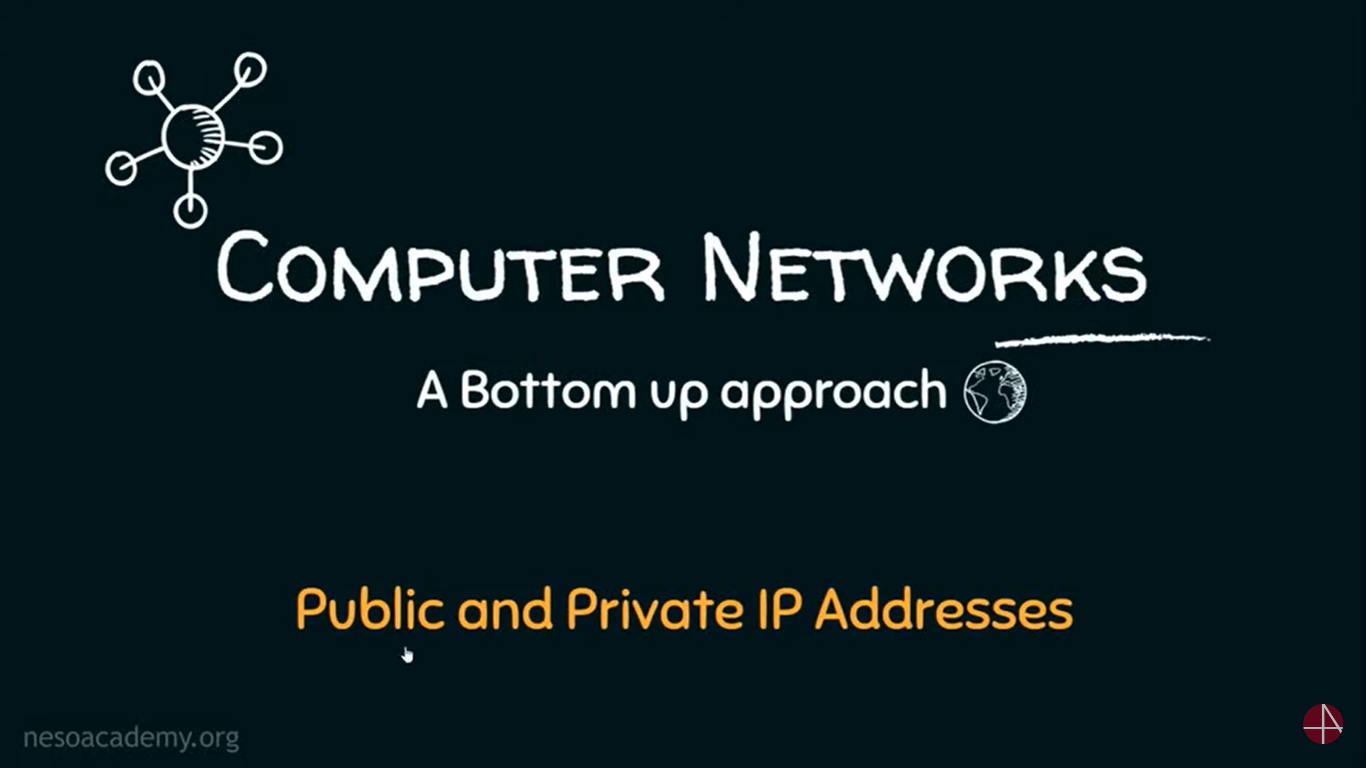 Computer Networks
A Bottom up approach
Public and Private IP Addresses
nesoacademy.org